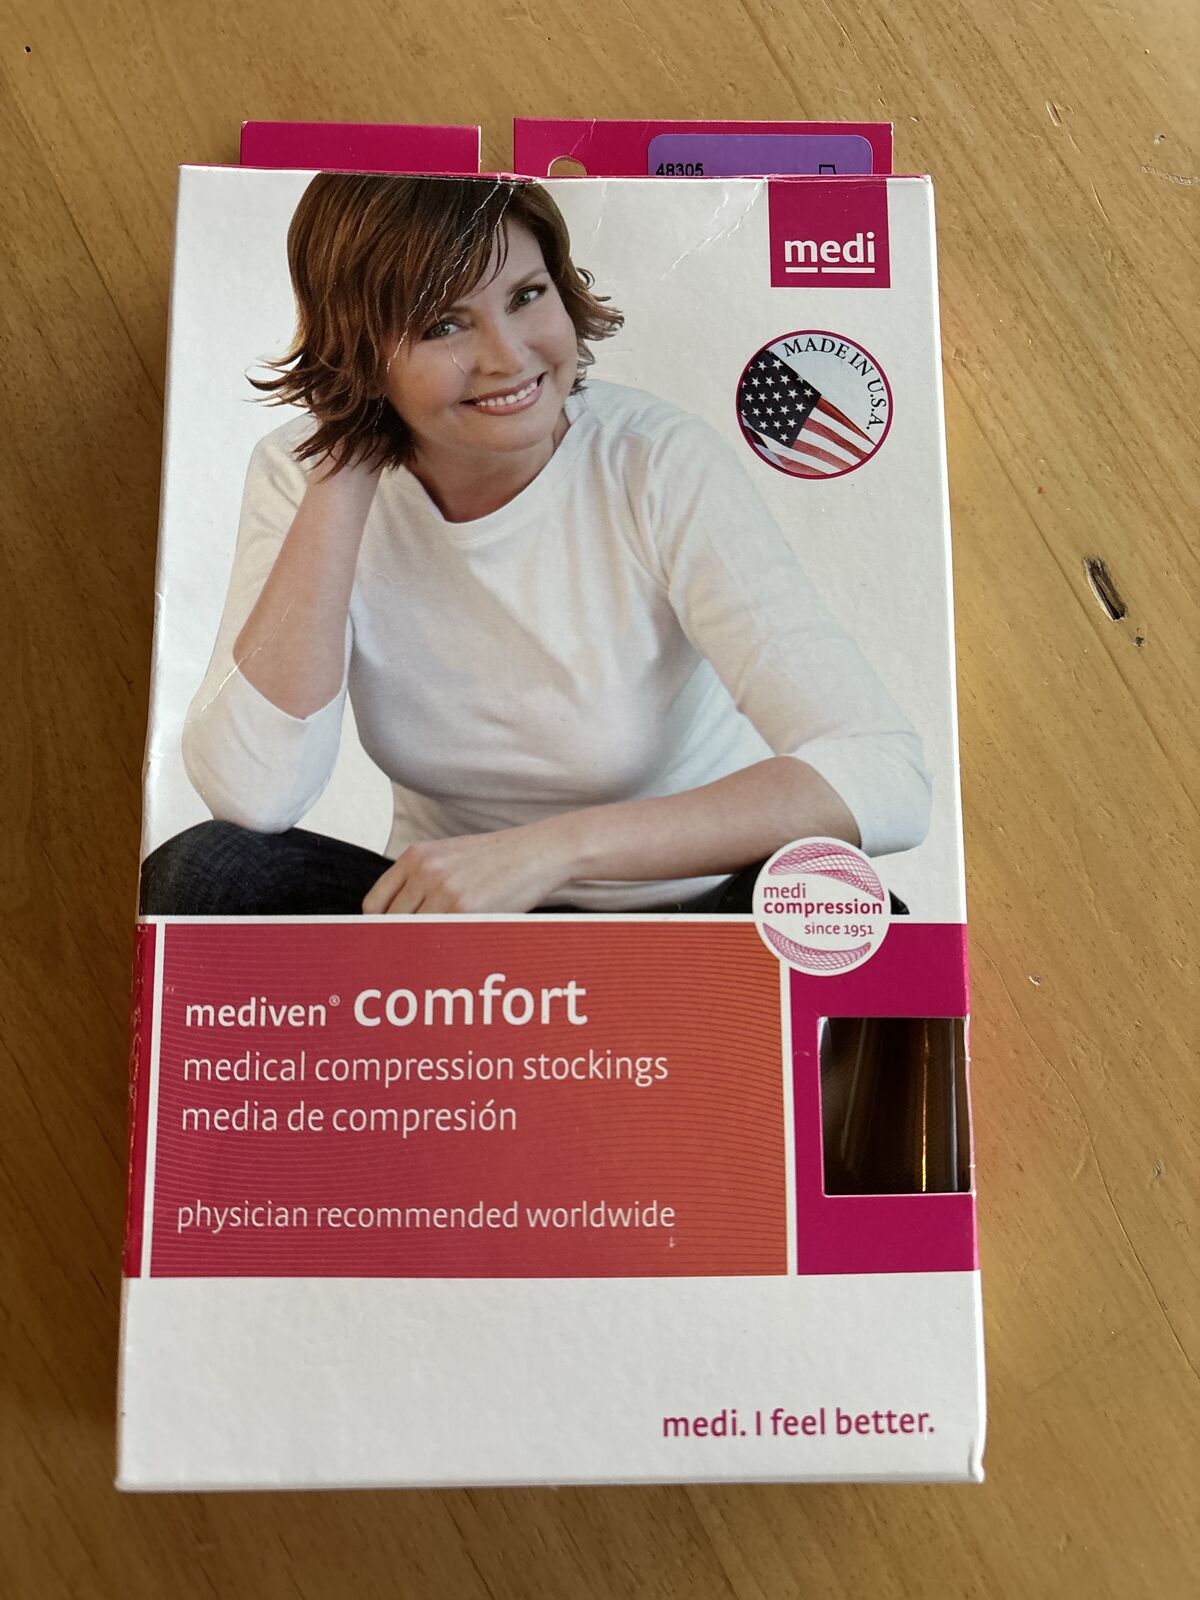 48305
medi
MADE IN U.S.A.
medi
compression
since 1951
mediven® comfort
medical compression stockings
media de compresión
physician recommended worldwide
medi. I feel better.